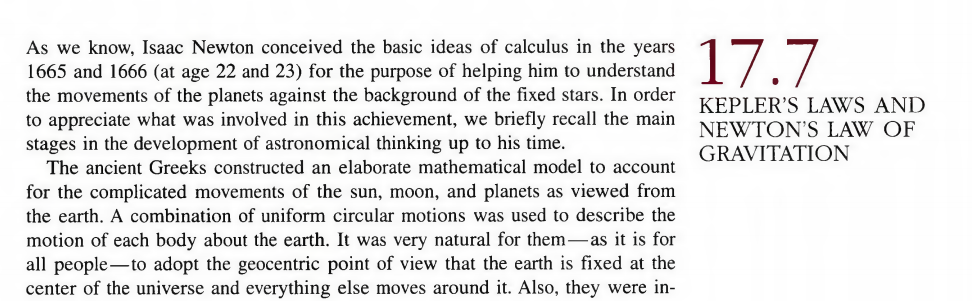 As we know, Isaac Newton conceived the basic ideas of calculus in the years
1665 and 1666 (at age 22 and 23) for the purpose of helping him to understand
the movements of the planets against the background of the fixed stars. In order
to appreciate what was involved in this achievement, we briefly recall the main
stages in the development of astronomical thinking up to his time.
The ancient Greeks constructed an elaborate mathematical model to account
for the complicated movements of the sun, moon, and planets as viewed from
the earth. A combination of uniform circular motions was used to describe the
motion of each body about the earth. It was very natural for them—as it is for
all people—to adopt the geocentric point of view that the earth is fixed at the
center of the universe and everything else moves around it. Also, they were in-
17.7
KEPLER'S LAWS AND
NEWTON'S LAW OF
GRAVITATION